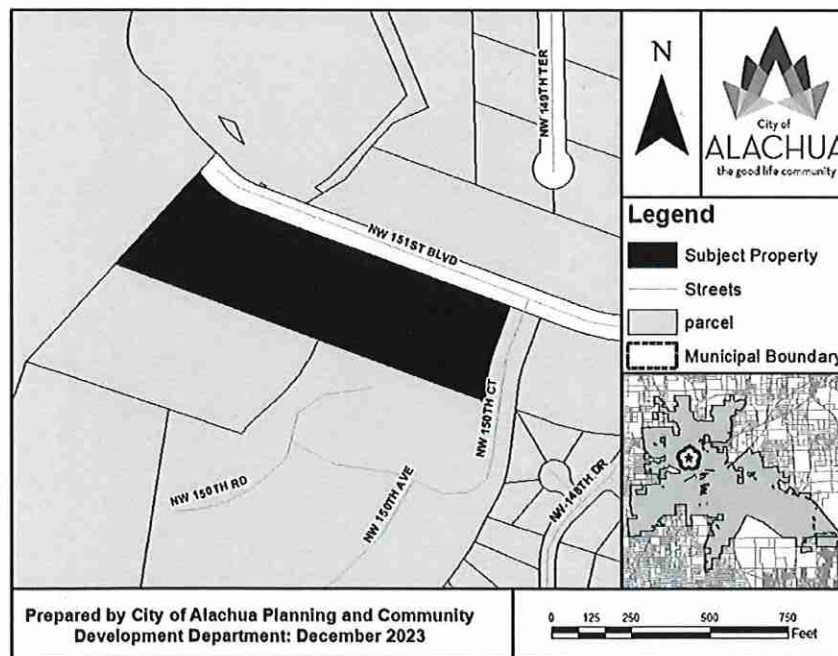 NW 149TH TER
NW 151ST BLVD
NW 150TH CT
NW 150TH RD
NW 150TH AVE
NW 148TH DR
N
City of
ALACHUA
the good life community
Legend
Subject Property
Streets
parcel
Municipal Boundary
Prepared by City of Alachua Planning and Community
Development Department: December 2023
0 125 250 500 750
Feet